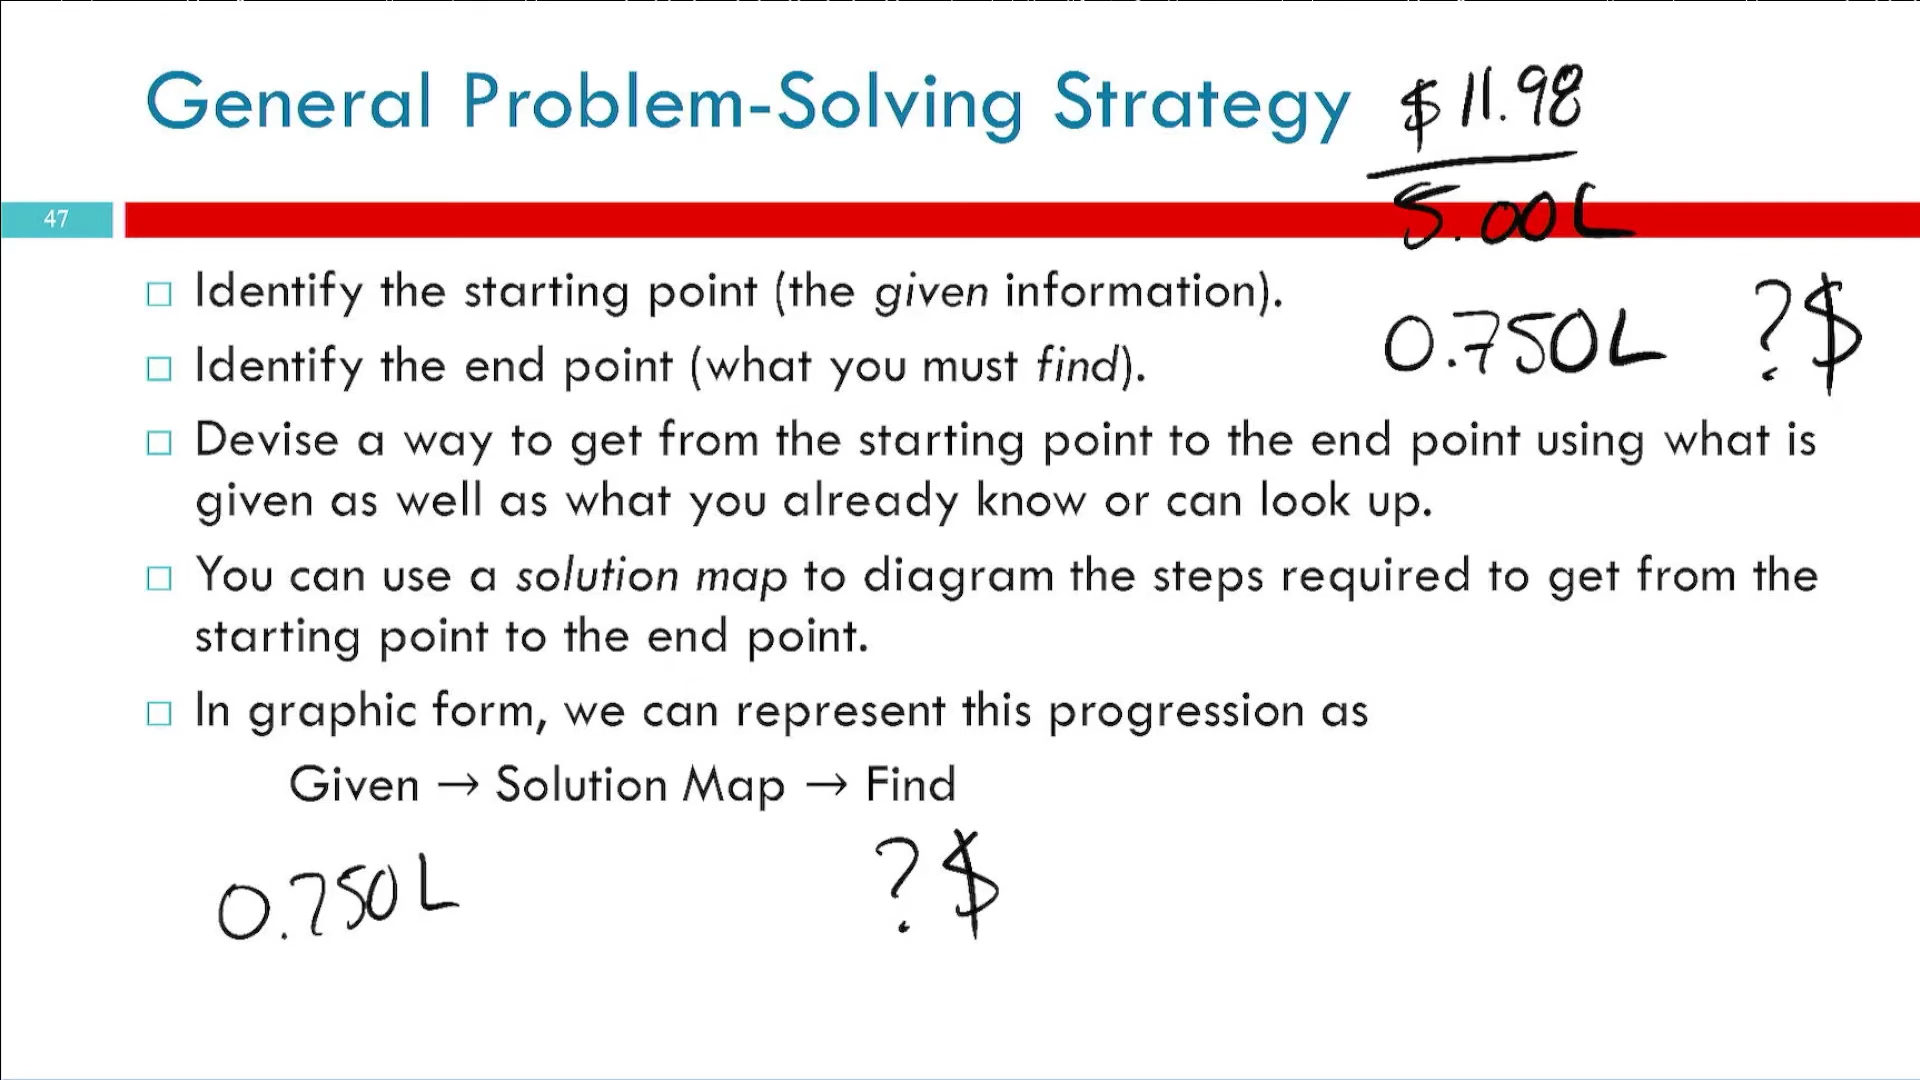 General Problem-Solving Strategy
$11.98
5.00L
47
□ Identify the starting point (the given information).
0.750L ?$
□ Identify the end point (what you must find).
□ Devise a way to get from the starting point to the end point using what is
given as well as what you already know or can look up.
□ You can use a solution map to diagram the steps required to get from the
starting point to the end point.
□ In graphic form, we can represent this progression as
Given → Solution Map → Find
0.750L ?$